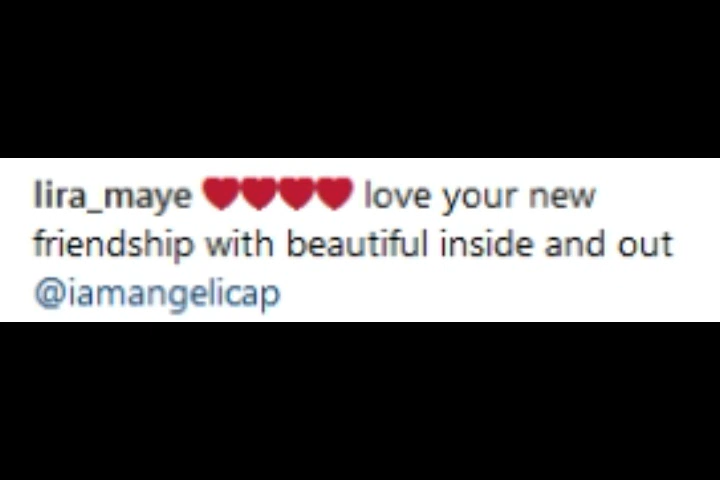 lira_maye ❤❤❤❤ love your new
friendship with beautiful inside and out
@iamangelicap